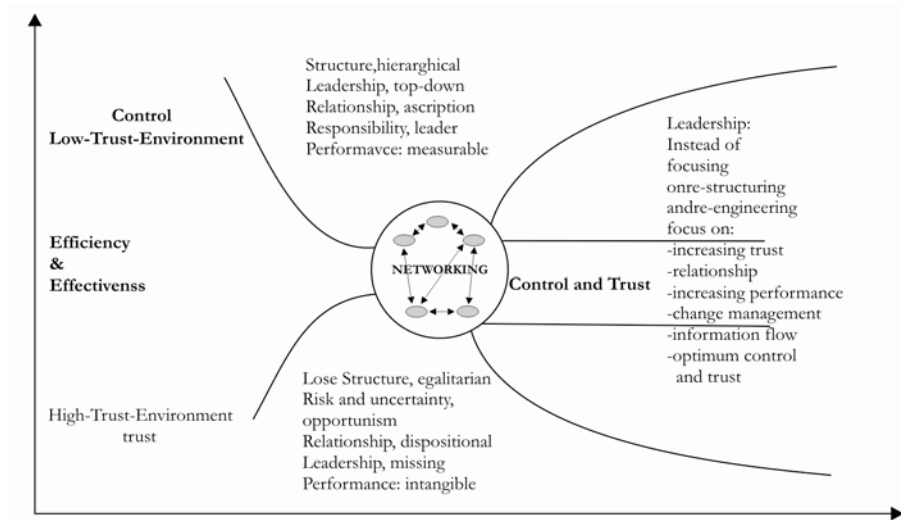 Structure,hierarghical
Leadership, top-down
Relationship, ascription
Responsibility, leader
Performavce: measurable
Control
Low-Trust-Environment
Efficiency
&
Effectivenss
High-Trust-Environment
trust
NETWORKING
Control and Trust
Lose Structure, egalitarian
Risk and uncertainty,
opportunism
Relationship, dispositional
Leadership, missing
Performance: intangible
Leadership:
Instead of
focusing
onre-structuring
andre-engineering
focus on:
-increasing trust
-relationship
-increasing performance
-change management
-information flow
-optimum control
and trust